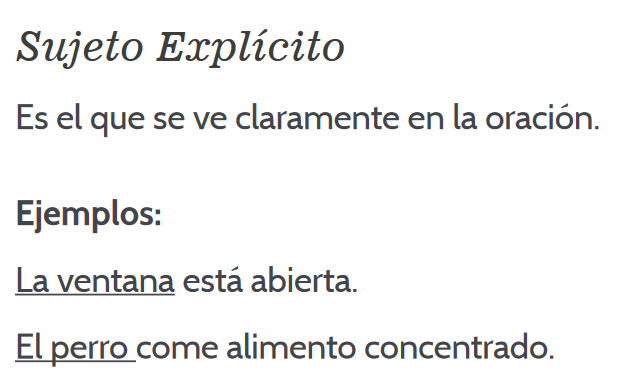 Sujeto Explícito
Es el que se ve claramente en la oración.
Ejemplos:
La ventana está abierta.
El perro come alimento concentrado.